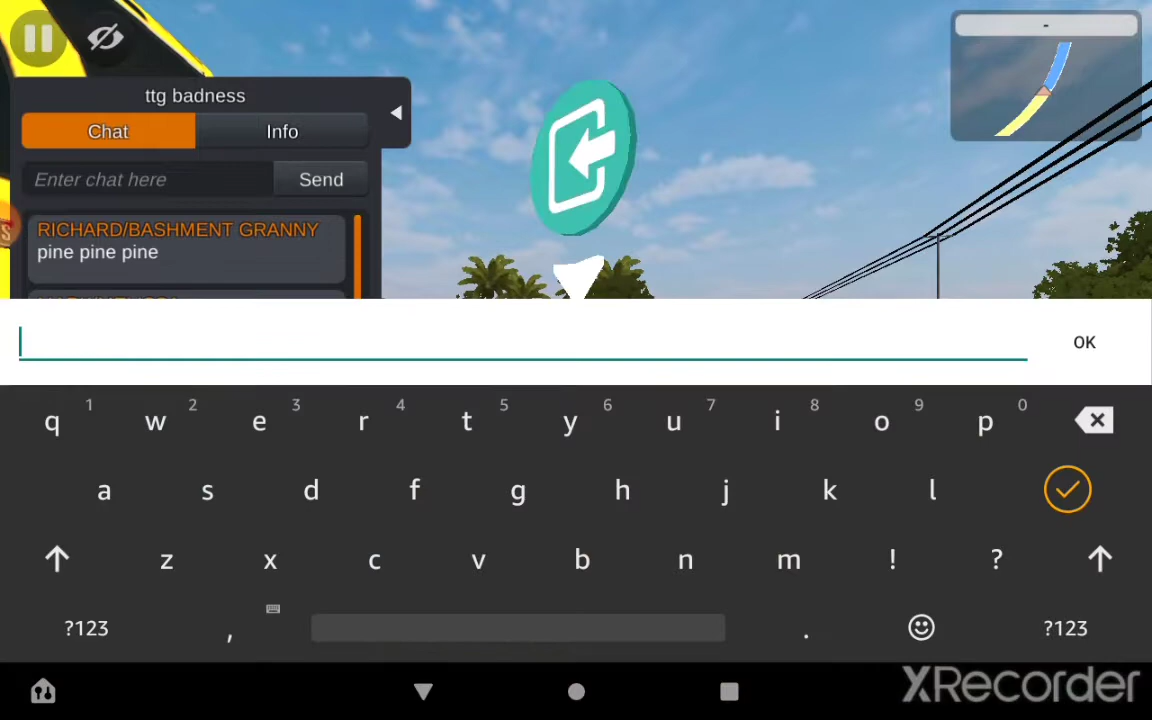 ttg badness
-
Chat
Info
Enter chat here
Send
RICHARD/BASHMENT GRANNY
pine pine pine
OK
1 2 3 4 5 6 7 8 9 0
q w e r t y u i o p
a s d f g h j k l
z x c v b n m ! ?
?123 , . ?123
XRecorder